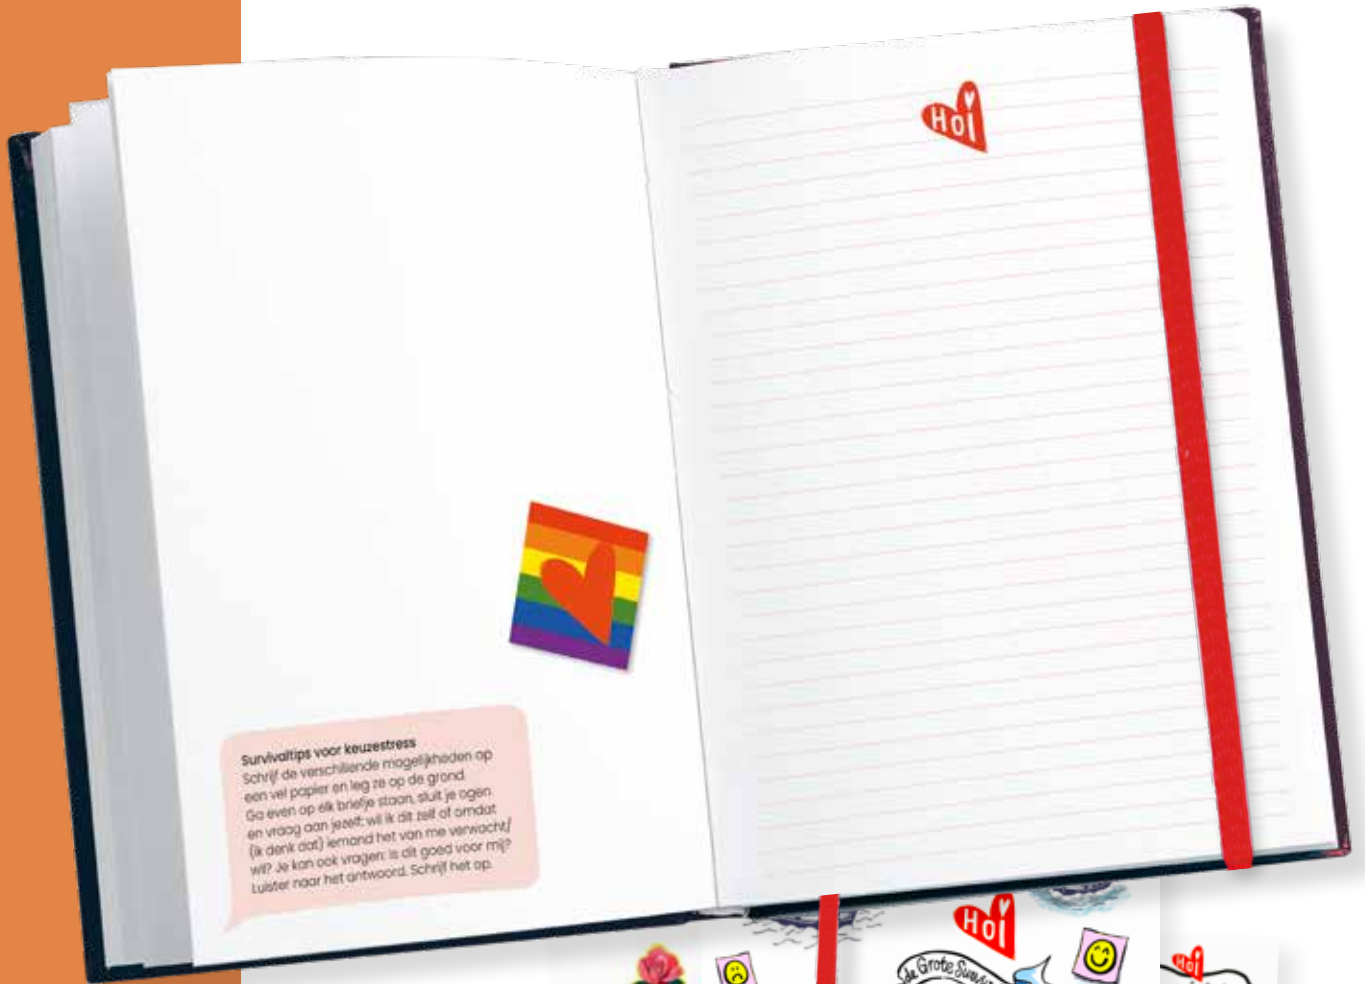 Hoi
Survivaltips voor keuzestress
Schrijf de verschillende mogelijkheden op
een vel papier en leg ze op de grond.
Ga even op elk briefje staan, sluit je ogen
en vraag aan jezelf: wil ik dit zelf of omdat
(ik denk dat) iemand het van me verwacht/
wil? Je kan ook vragen: is dit goed voor mij?
Luister naar het antwoord. Schrijf het op.
Hoi
de Grote
Hoi